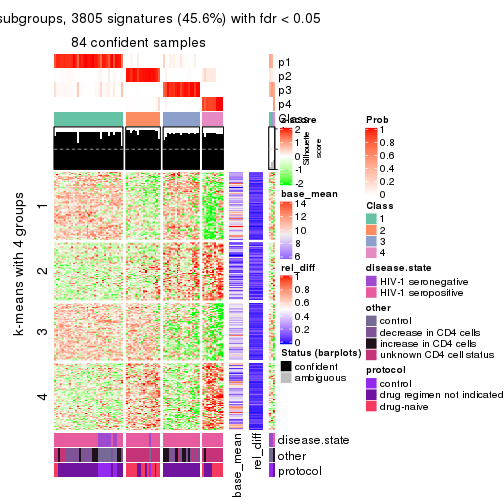 subgroups, 3805 signatures (45.6%) with fdr < 0.05
84 confident samples
p1
p2
p3
p4
Class
z-score
2
1
0
-1
-2
Silhouette
score
Prob
1
0.8
0.6
0.4
0.2
0
k-means with 4 groups
1
2
3
4
base_mean
14
12
10
8
6
rel_diff
1
0.8
0.6
0.4
0.2
0
Status (barplots)
confident
ambiguous
Class
1
2
3
4
disease.state
HIV-1 seronegative
HIV-1 seropositive
other
control
decrease in CD4 cells
increase in CD4 cells
unknown CD4 cell status
protocol
control
drug regimen not indicated
drug-naive
disease.state
other
protocol
base_mean
rel_diff